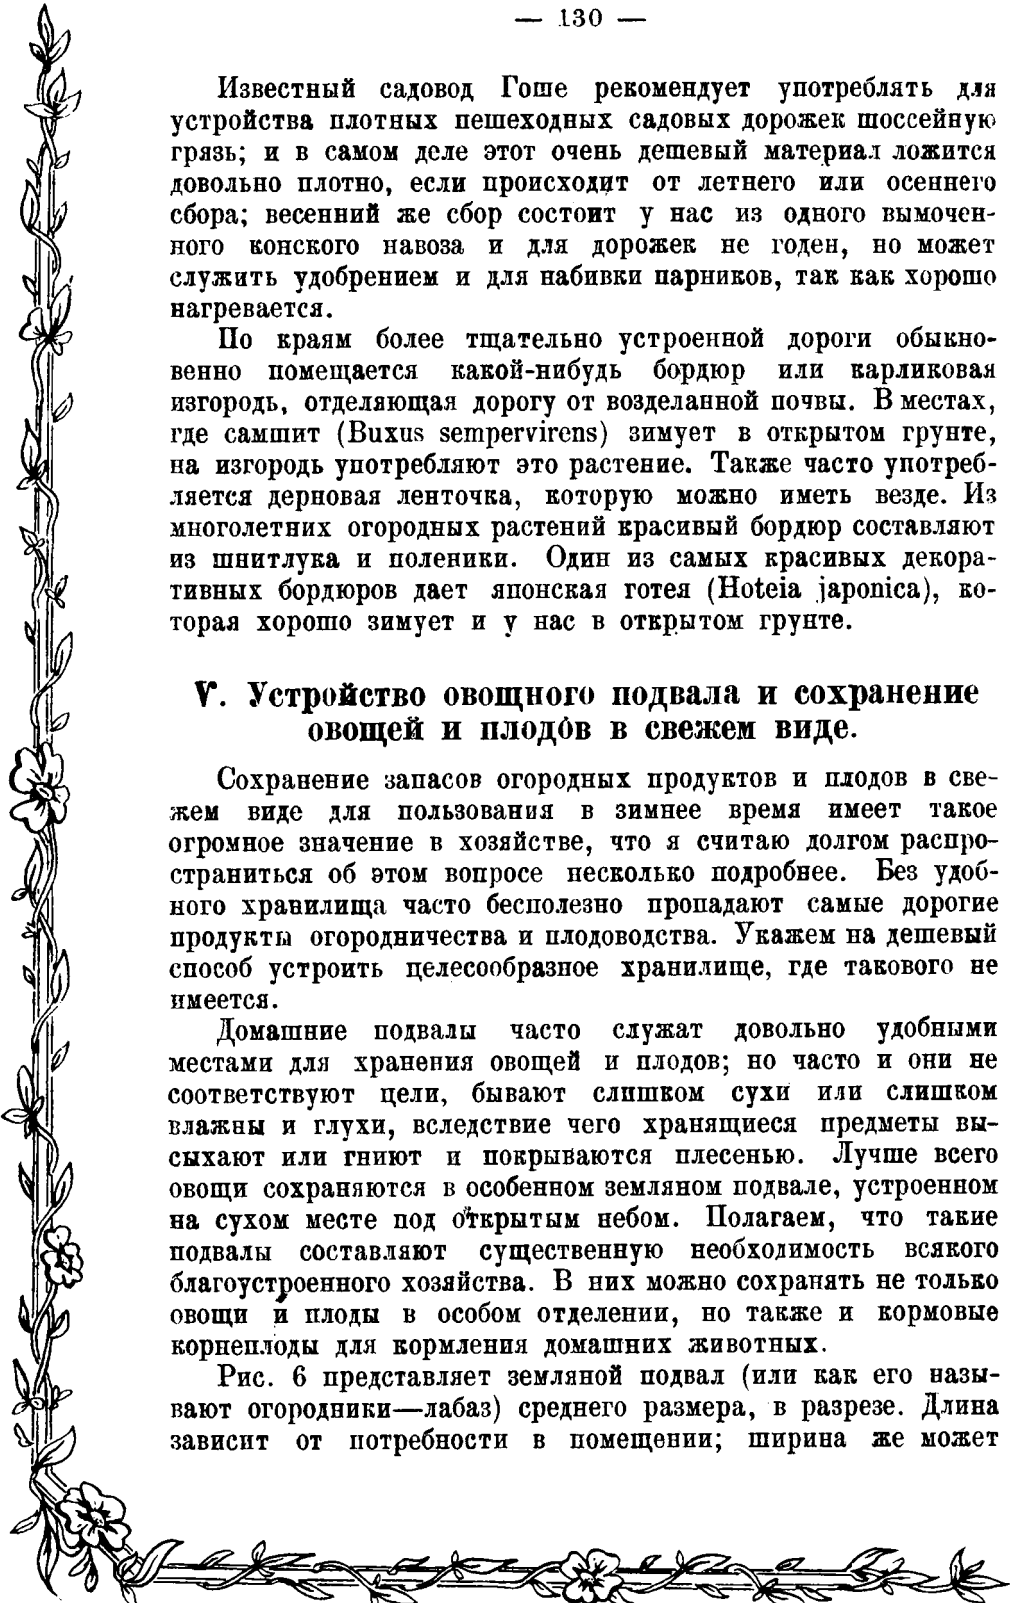 — 130 —
Известный садовод Гоше рекомендует употреблять для
устройства плотных пешеходных садовых дорожек шоссейную
грязь; и в самом деле этот очень дешевый материал ложится
довольно плотно, если происходит от летнего или осеннего
сбора; весенний же сбор состоит у нас из одного вымочен-
ного конского навоза и для дорожек не годен, но может
служить удобрением и для набивки парников, так как хорошо
нагревается.
По краям более тщательно устроенной дороги обыкно-
венно помещается какой-нибудь бордюр или карликовая
изгородь, отделяющая дорогу от возделанной почвы. В местах,
где самшит (Buxus sempervirens) зимует в открытом грунте,
на изгородь употребляют это растение. Также часто употреб-
ляется дерновая ленточка, которую можно иметь везде. Из
многолетних огородных растений красивый бордюр составляют
из шнитлука и поленики. Один из самых красивых декора-
тивных бордюров дает японская готея (Hoteia japonica), ко-
торая хорошо зимует и у нас в открытом грунте.
V. Устройство овощного подвала и сохранение
овощей и плодов в свежем виде.
Сохранение запасов огородных продуктов и плодов в све-
жем виде для пользования в зимнее время имеет такое
огромное значение в хозяйстве, что я считаю долгом распро-
страниться об этом вопросе несколько подробнее. Без удоб-
ного хранилища часто бесполезно пропадают самые дорогие
продукты огородничества и плодоводства. Укажем на дешевый
способ устроить целесообразное хранилище, где такового не
имеется.
Домашние подвалы часто служат довольно удобными
местами для хранения овощей и плодов; но часто и они не
соответствуют цели, бывают слишком сухи или слишком
влажны и глухи, вследствие чего хранящиеся предметы вы-
сыхают или гниют и покрываются плесенью. Лучше всего
овощи сохраняются в особенном земляном подвале, устроенном
на сухом месте под открытым небом. Полагаем, что такие
подвалы составляют существенную необходимость всякого
благоустроенного хозяйства. В них можно сохранять не только
овощи и плоды в особом отделении, но также и кормовые
корнеплоды для кормления домашних животных.
Рис. 6 представляет земляной подвал (или как его назы-
вают огородники—лабаз) среднего размера, в разрезе. Длина
зависит от потребности в помещении; ширина же может